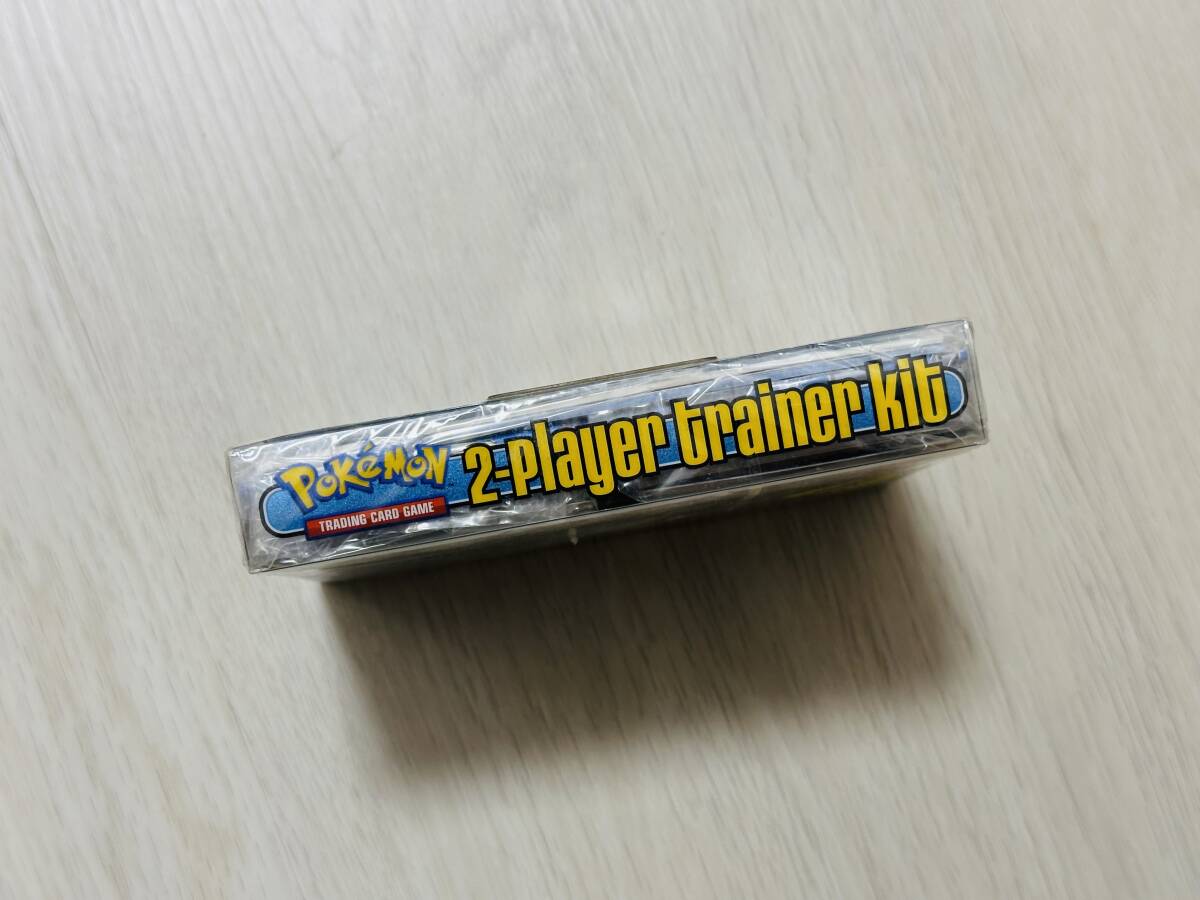 POKéMON
TRADING CARD GAME
2-player trainer kit